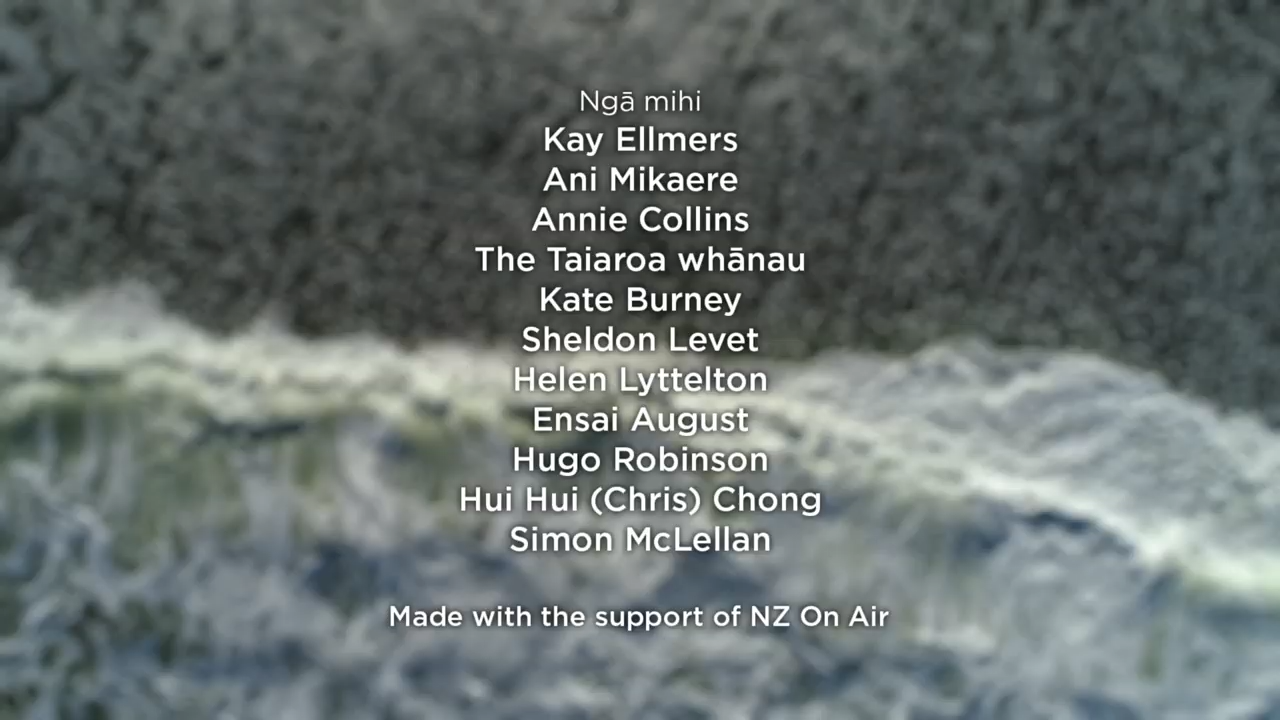 Ngā mihi
Kay Ellmers
Ani Mikaere
Annie Collins
The Taiaroa whānau
Kate Burney
Sheldon Levet
Helen Lyttelton
Ensai August
Hugo Robinson
Hui Hui (Chris) Chong
Simon McLellan
Made with the support of NZ On Air